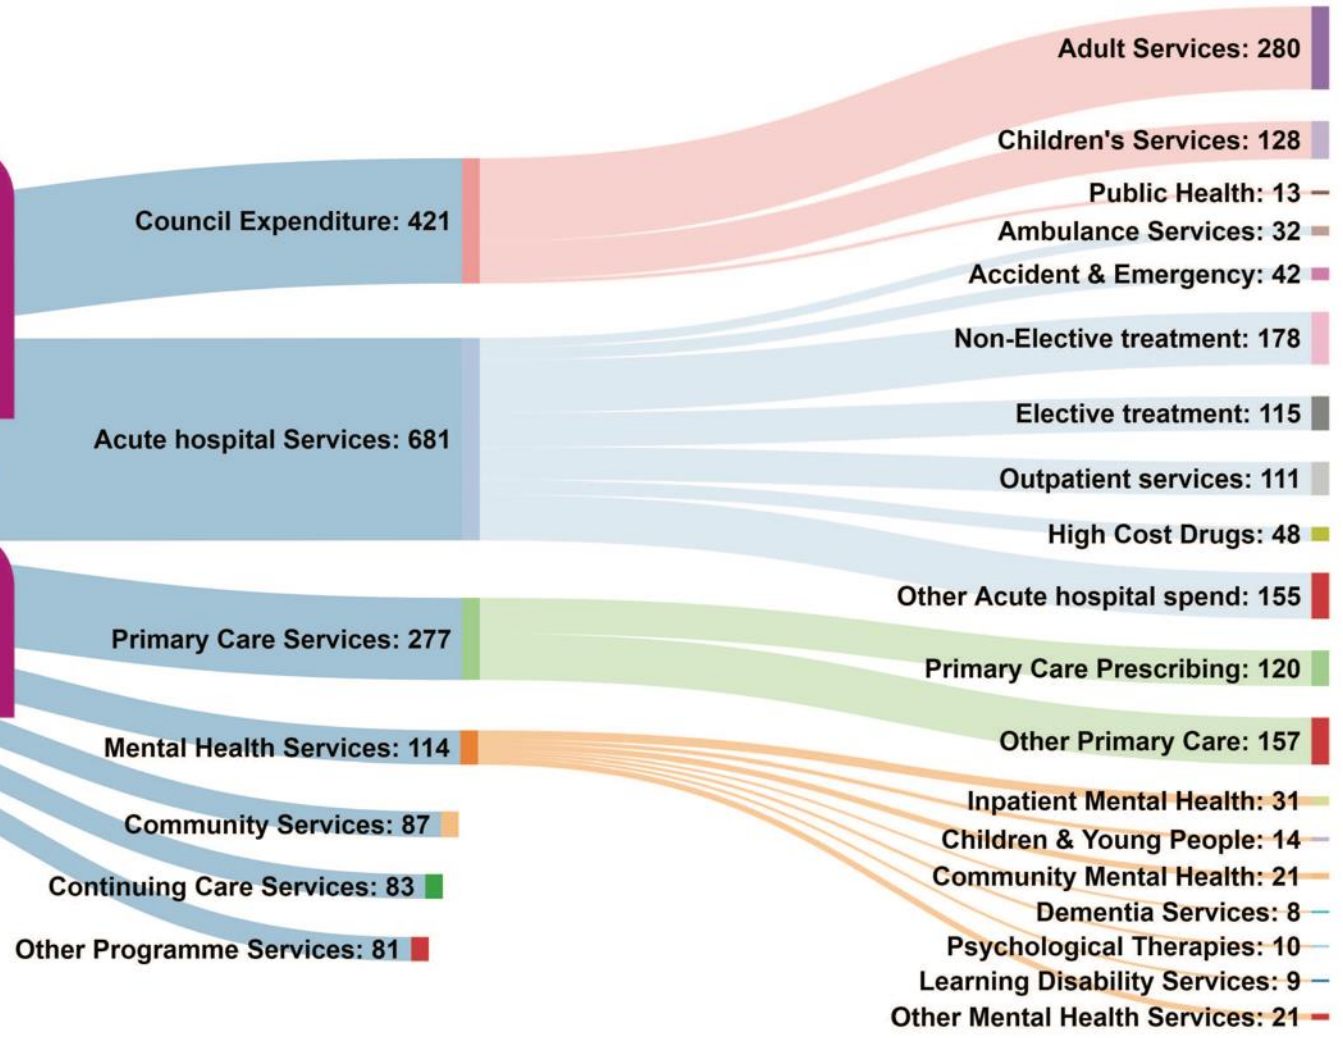 Adult Services: 280
Children's Services: 128
Public Health: 13
Council Expenditure: 421
Ambulance Services: 32
Accident & Emergency: 42
Non-Elective treatment: 178
Elective treatment: 115
Acute hospital Services: 681
Outpatient services: 111
High Cost Drugs: 48
Other Acute hospital spend: 155
Primary Care Services: 277
Primary Care Prescribing: 120
Other Primary Care: 157
Mental Health Services: 114
Inpatient Mental Health: 31
Community Services: 87
Children & Young People: 14
Community Mental Health: 21
Continuing Care Services: 83
Dementia Services: 8
Psychological Therapies: 10
Other Programme Services: 81
Learning Disability Services: 9
Other Mental Health Services: 21